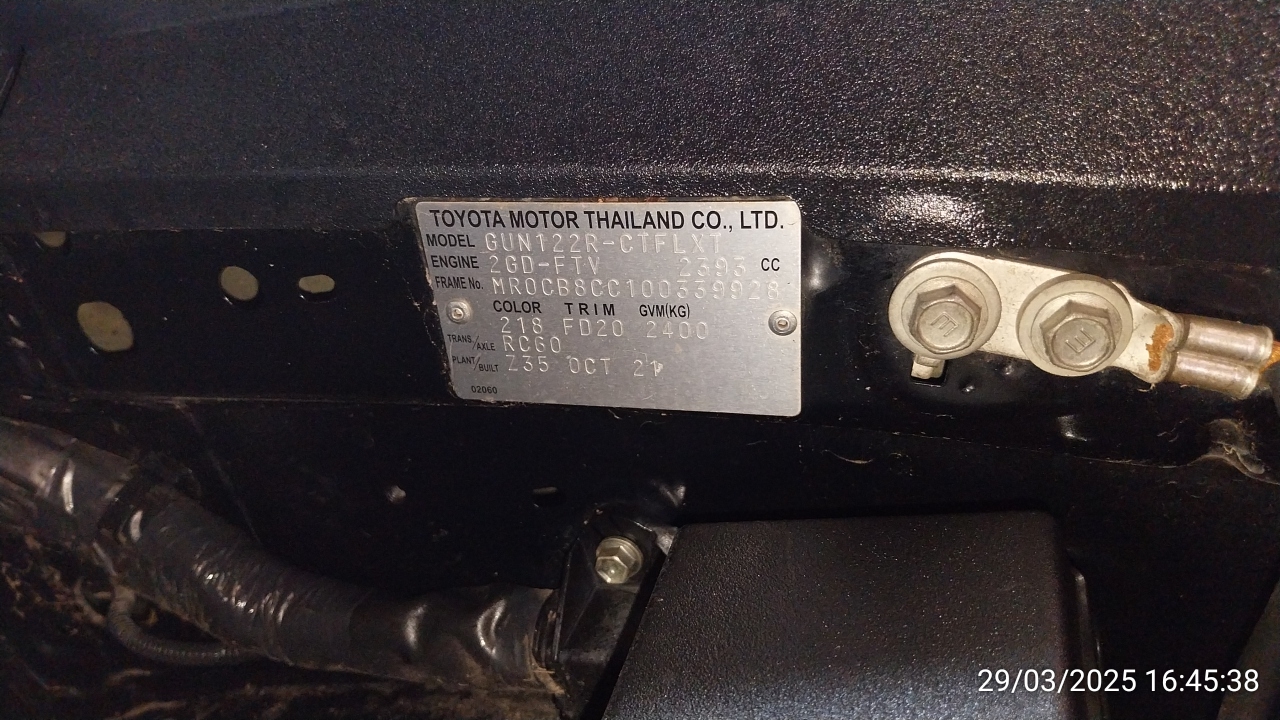 TOYOTA MOTOR THAILAND CO., LTD.
MODEL GUN122R-CTFLXT
ENGINE 2GD-FTV 2393 CC
FRAME No. MR0CB8CC100339928
COLOR TRIM GVM(KG)
218 FD20 2400
TRANS./AXLE RC60
PLANT/BUILT Z35 OCT 21
02060
29/03/2025 16:45:38